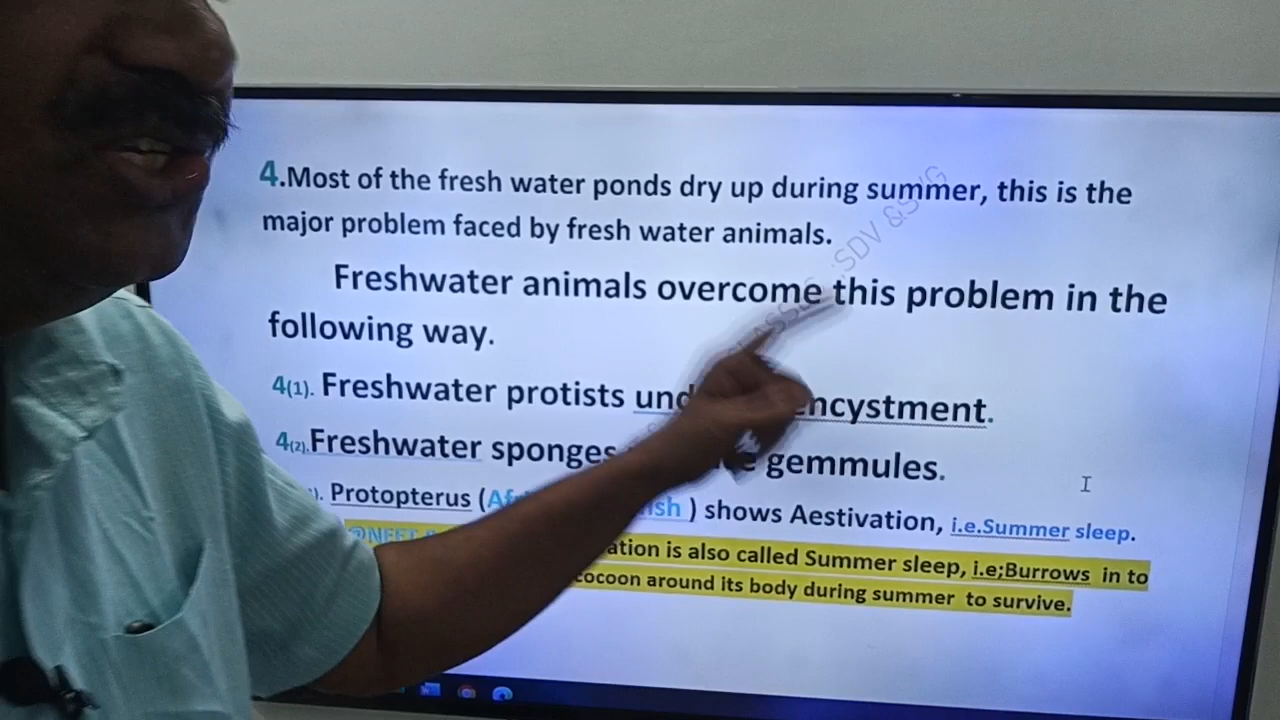 4.Most of the fresh water ponds dry up during summer, this is the
major problem faced by fresh water animals.
Freshwater animals overcome this problem in the
following way.
4(1). Freshwater protists encystment.
4(2).Freshwater sponges gemmules.
Protopterus ( ) shows Aestivation, i.e.Summer sleep.
@NEET is also called Summer sleep, i.e;Burrows in to
cocoon around its body during summer to survive.
SDV &